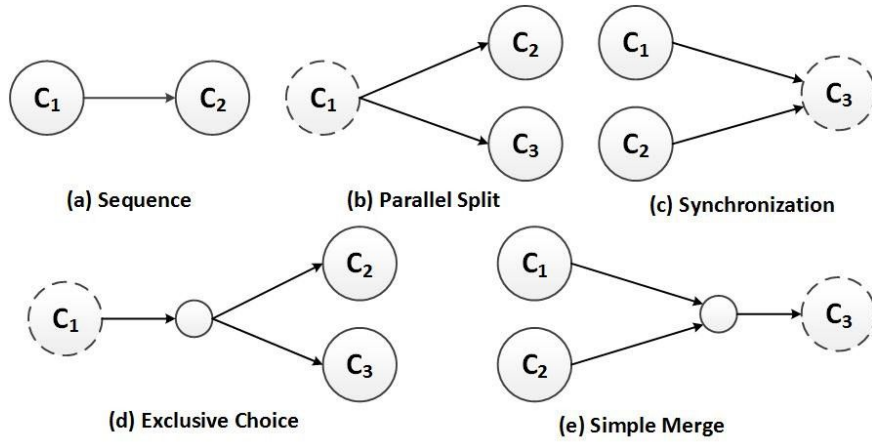 C₁ C₂
(a) Sequence
C₁ C₂ C₃
(b) Parallel Split
C₁ C₂ C₃
(c) Synchronization
C₁ C₂ C₃
(d) Exclusive Choice
C₁ C₂ C₃
(e) Simple Merge